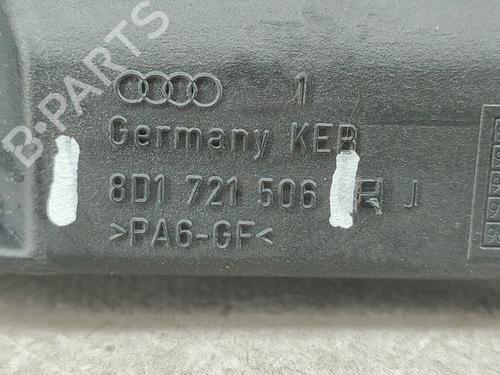 B-PARTS
1
Germany KEB
8D1 721 506 H J
>PA6-GF<